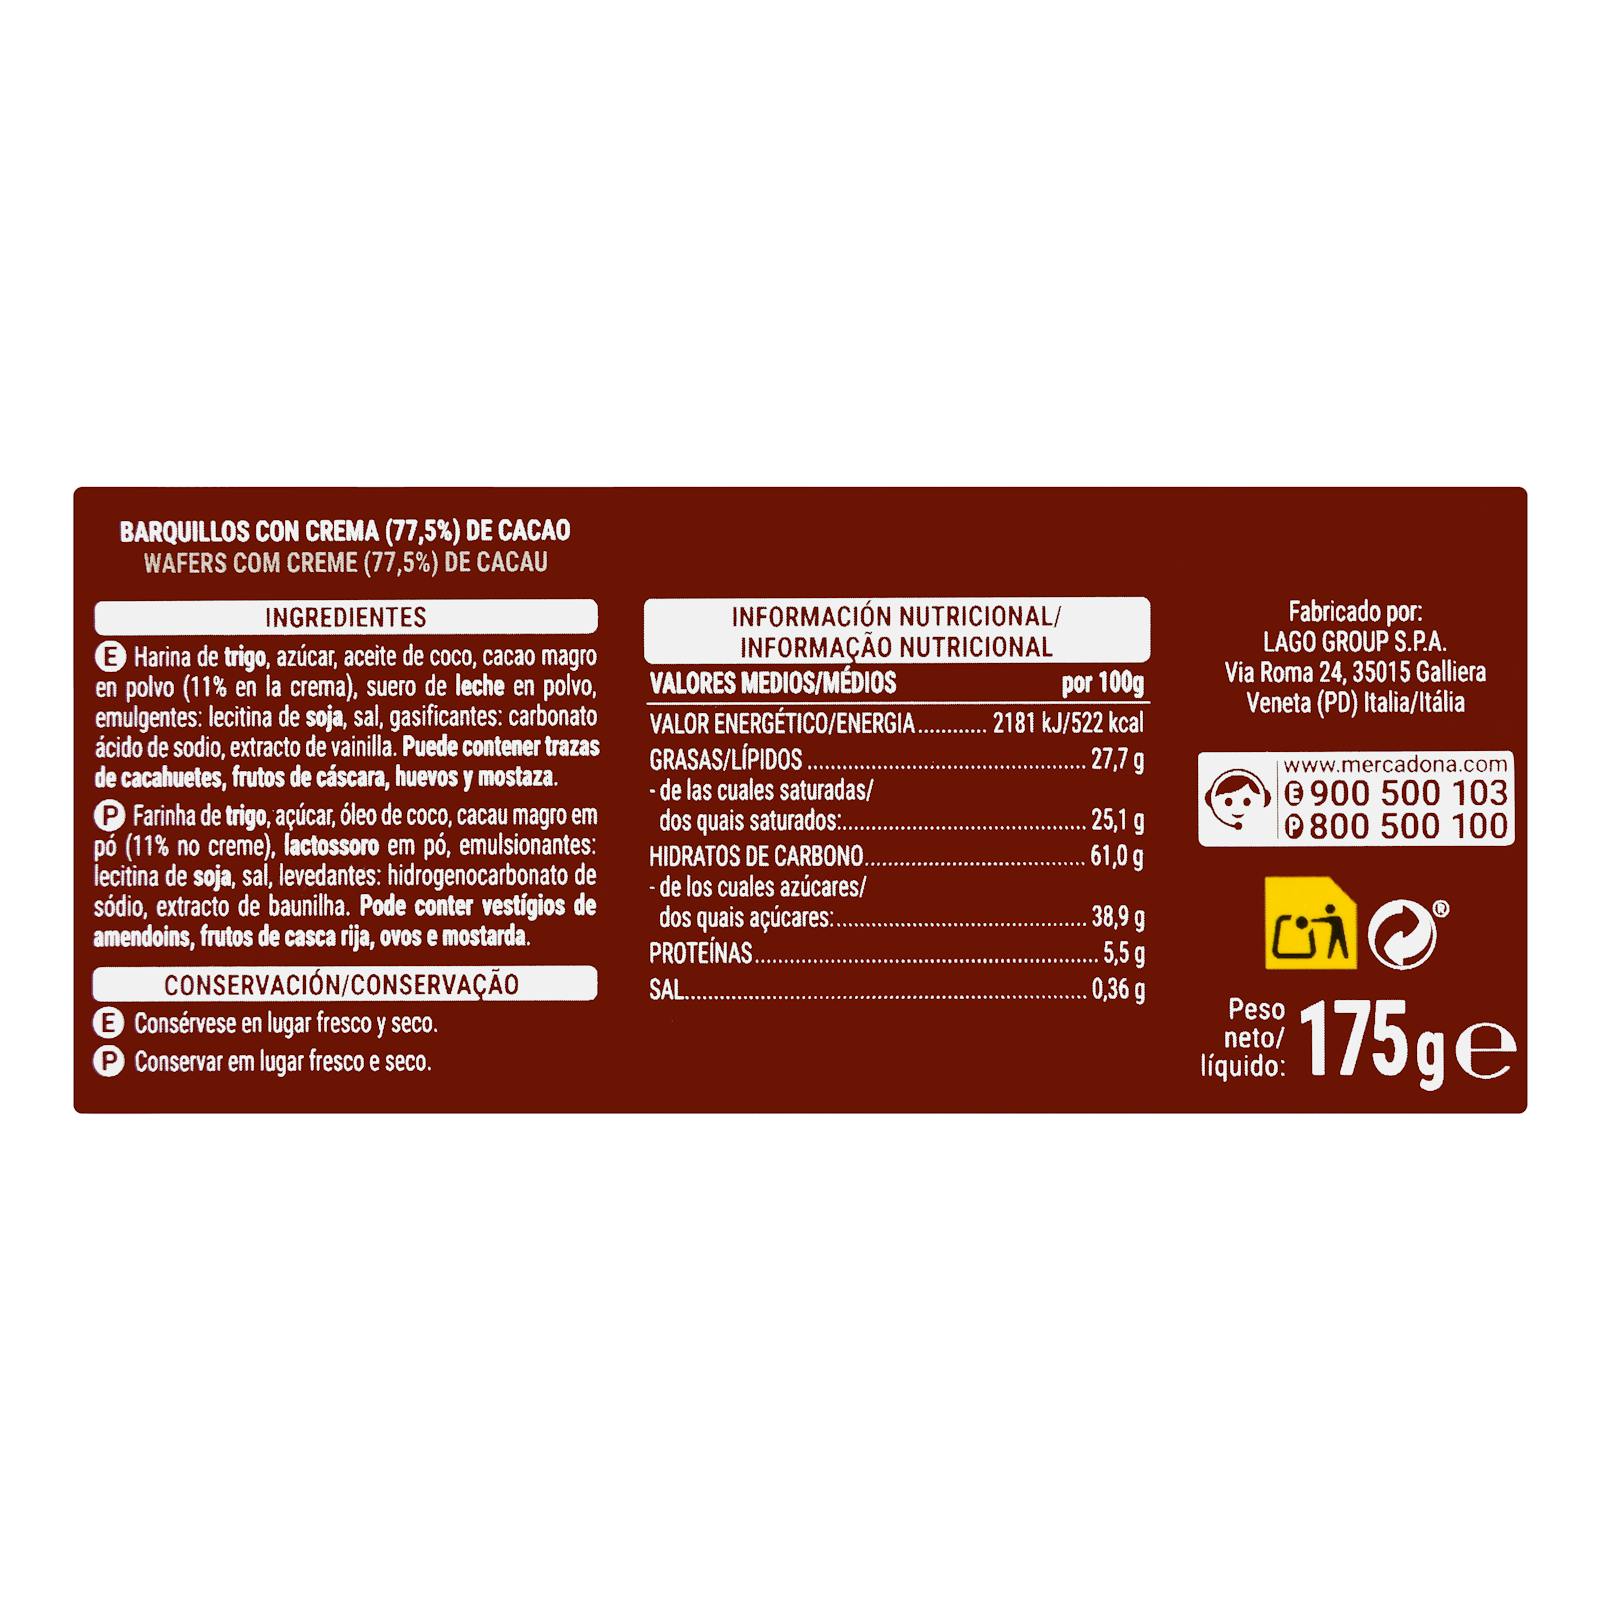 BARQUILLOS CON CREMA (77,5%) DE CACAO
WAFERS COM CREME (77,5%) DE CACAU
INGREDIENTES
E Harina de trigo, azúcar, aceite de coco, cacao magro
en polvo (11% en la crema), suero de leche en polvo,
emulgentes: lecitina de soja, sal, gasificantes: carbonato
ácido de sodio, extracto de vainilla. Puede contener trazas
de cacahuetes, frutos de cáscara, huevos y mostaza.
P Farinha de trigo, açúcar, óleo de coco, cacau magro em
pó (11% no creme), lactossoro em pó, emulsionantes:
lecitina de soja, sal, levedantes: hidrogenocarbonato de
sódio, extracto de baunilha. Pode conter vestígios de
amendoins, frutos de casca rija, ovos e mostarda.
CONSERVACIÓN/CONSERVAÇÃO
E Consérvese en lugar fresco y seco.
P Conservar em lugar fresco e seco.
INFORMACIÓN NUTRICIONAL/
INFORMAÇÃO NUTRICIONAL
VALORES MEDIOS/MÉDIOS por 100g
VALOR ENERGÉTICO/ENERGIA............ 2181 kJ/522 kcal
GRASAS/LÍPIDOS ........................ 27,7 g
- de las cuales saturadas/
dos quais saturados:........................ 25,1 g
HIDRATOS DE CARBONO........................ 61,0 g
- de los cuales azúcares/
dos quais açúcares:........................ 38,9 g
PROTEÍNAS........................ 5,5 g
SAL........................ 0,36 g
Fabricado por:
LAGO GROUP S.P.A.
Via Roma 24, 35015 Galliera
Veneta (PD) Italia/Itália
www.mercadona.com
E 900 500 103
P 800 500 100
®
Peso
neto/
líquido:
175 g e